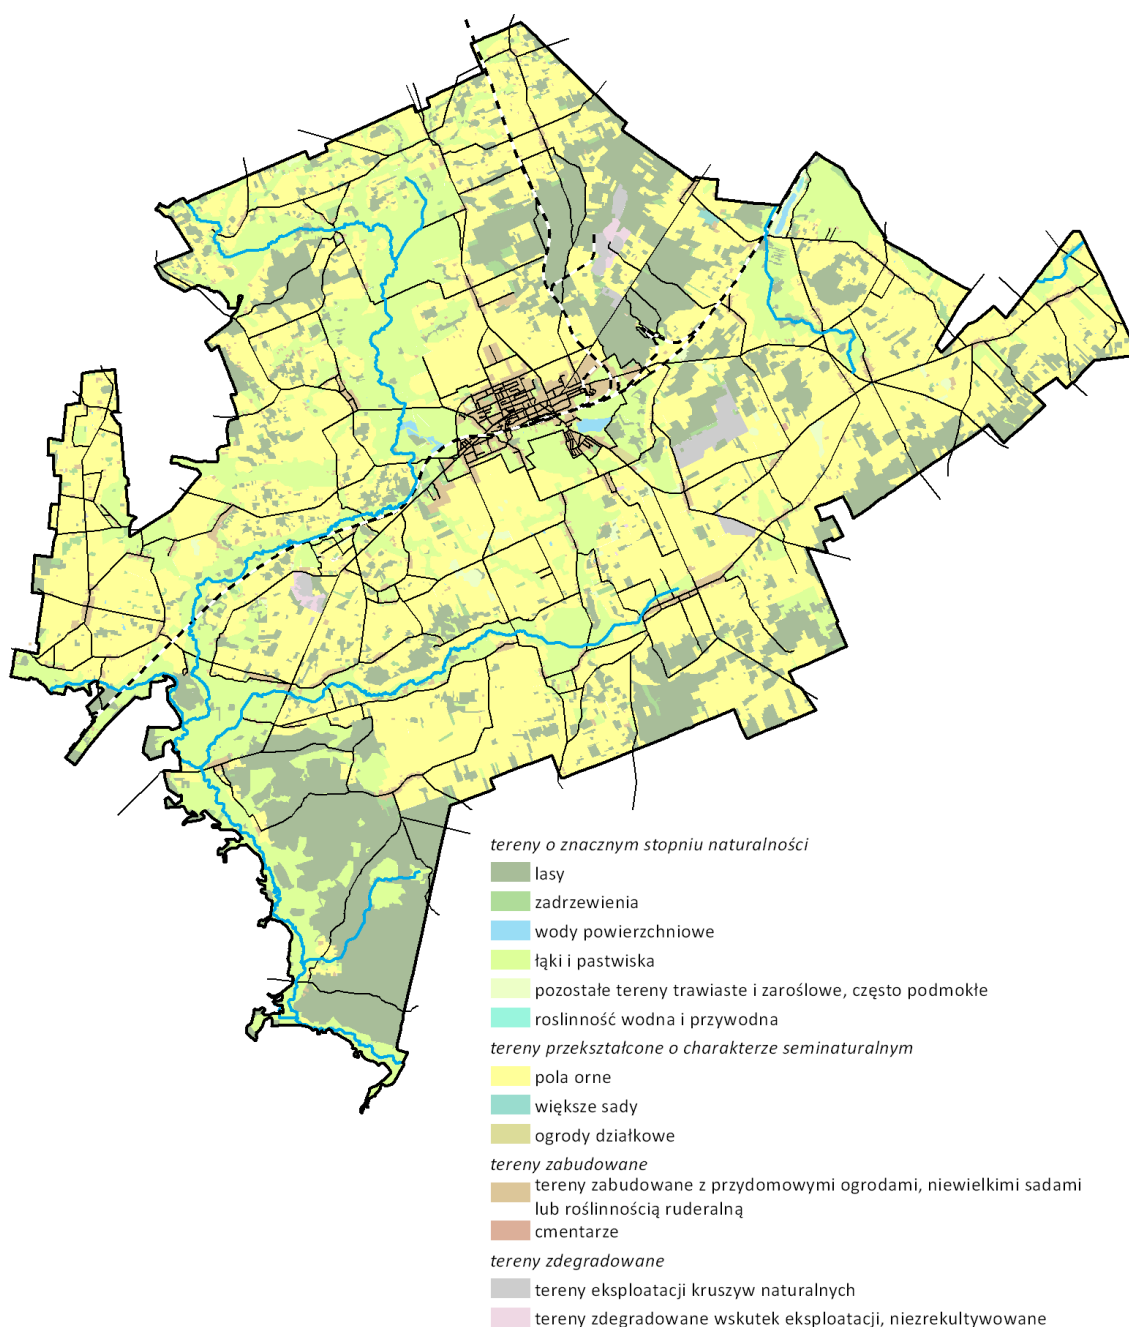 tereny o znacznym stopniu naturalności
lasy
zadrzewienia
wody powierzchniowe
łąki i pastwiska
pozostałe tereny trawiaste i zaroślowe, często podmokłe
roslinność wodna i przywodna
tereny przekształcone o charakterze seminaturalnym
pola orne
większe sady
ogrody działkowe
tereny zabudowane
tereny zabudowane z przydomowymi ogrodami, niewielkimi sadami
lub roślinnością ruderalną
cmentarze
tereny zdegradowane
tereny eksploatacji kruszyw naturalnych
tereny zdegradowane wskutek eksploatacji, niezrekultywowane